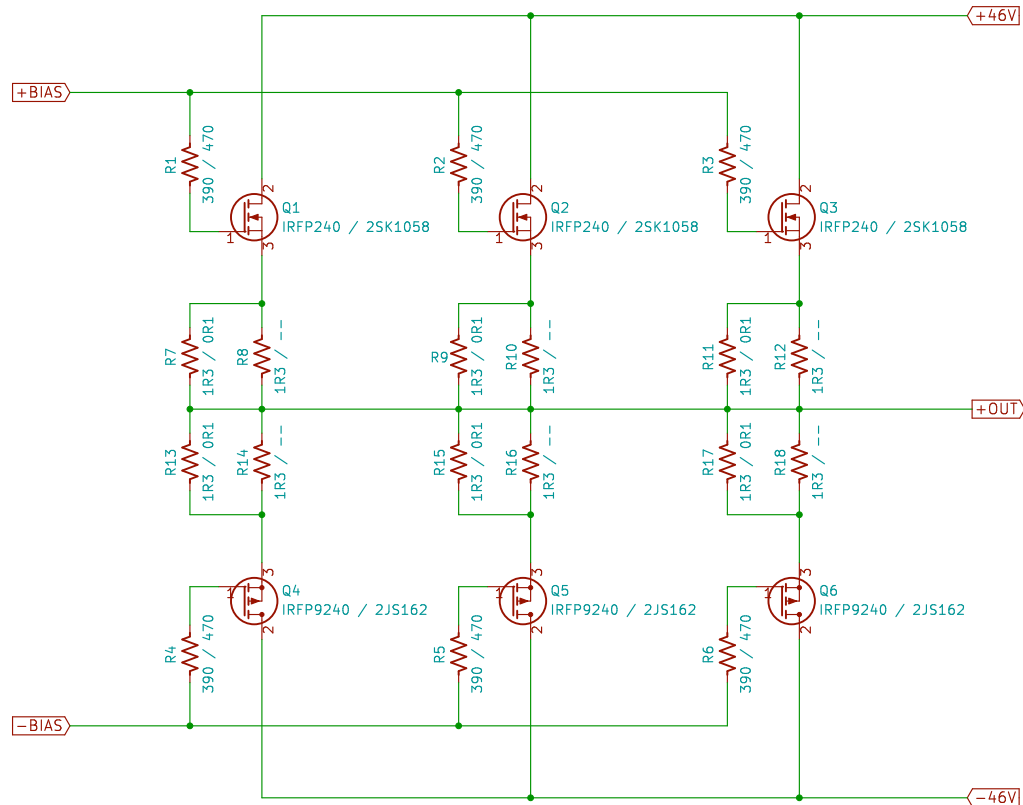 +46V
+BIAS
R1
390 / 470
R2
390 / 470
R3
390 / 470
2
1
3
Q1
IRFP240 / 2SK1058
2
1
3
Q2
IRFP240 / 2SK1058
2
1
3
Q3
IRFP240 / 2SK1058
R7
1R3 / 0R1
R8
1R3 / --
R9
1R3 / 0R1
R10
1R3 / --
R11
1R3 / 0R1
R12
1R3 / --
+OUT
R13
1R3 / 0R1
R14
1R3 / --
R15
1R3 / 0R1
R16
1R3 / --
R17
1R3 / 0R1
R18
1R3 / --
3
1
2
Q4
IRFP9240 / 2JS162
3
1
2
Q5
IRFP9240 / 2JS162
3
1
2
Q6
IRFP9240 / 2JS162
R4
390 / 470
R5
390 / 470
R6
390 / 470
-BIAS
-46V